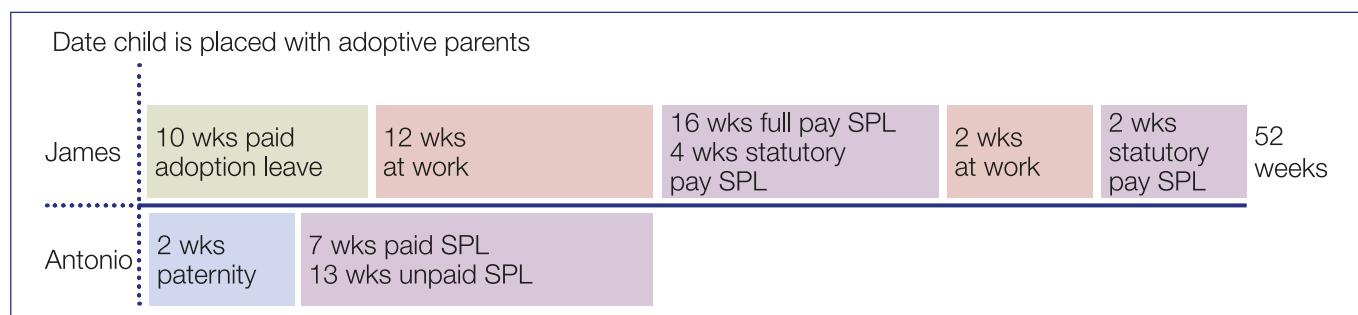 Date child is placed with adoptive parents
James
10 wks paid
adoption leave
12 wks
at work
16 wks full pay SPL
4 wks statutory
pay SPL
2 wks
at work
2 wks
statutory
pay SPL
52
weeks
Antonio
2 wks
paternity
7 wks paid SPL
13 wks unpaid SPL